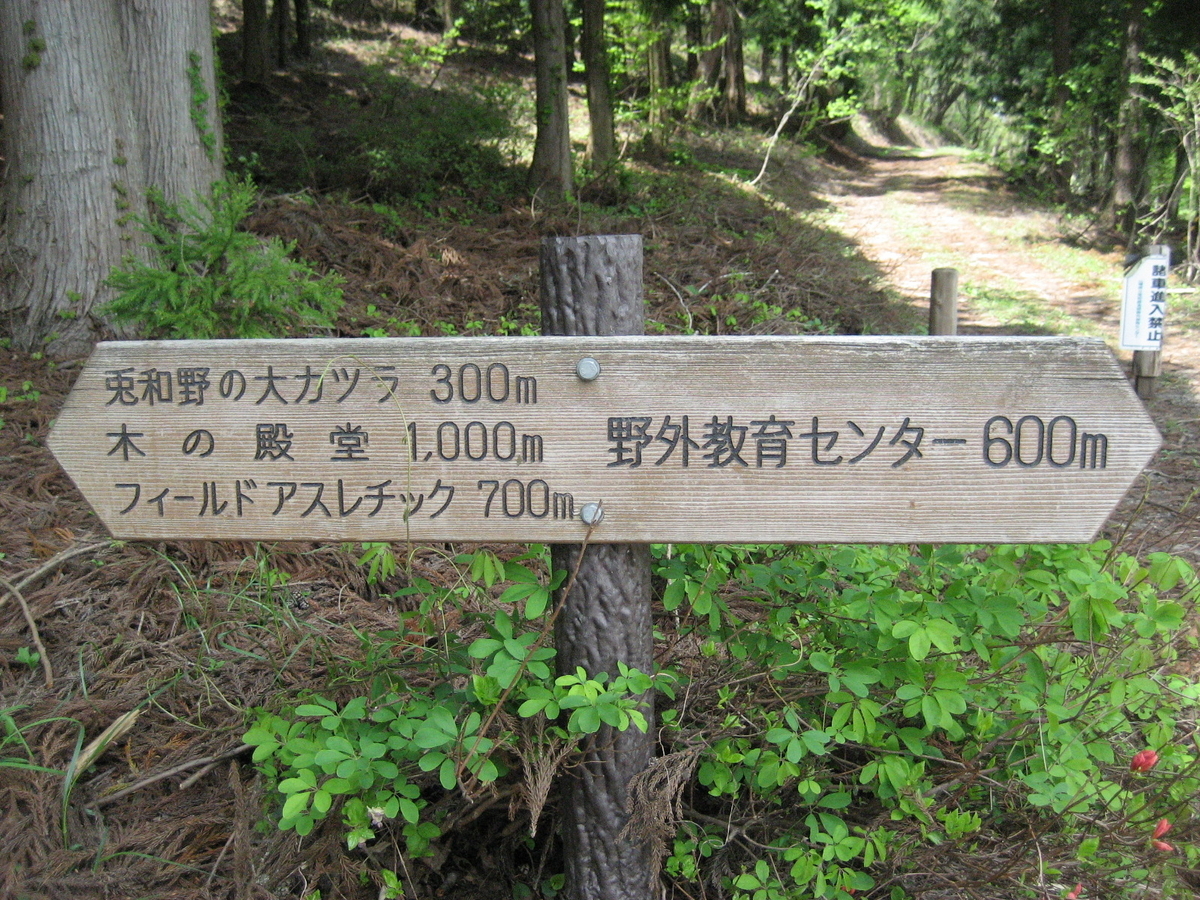 兎和野の大カツラ 300m
木の殿堂 1,000m
フィールドアスレチック 700m
野外教育センター 600m
諸車進入禁止